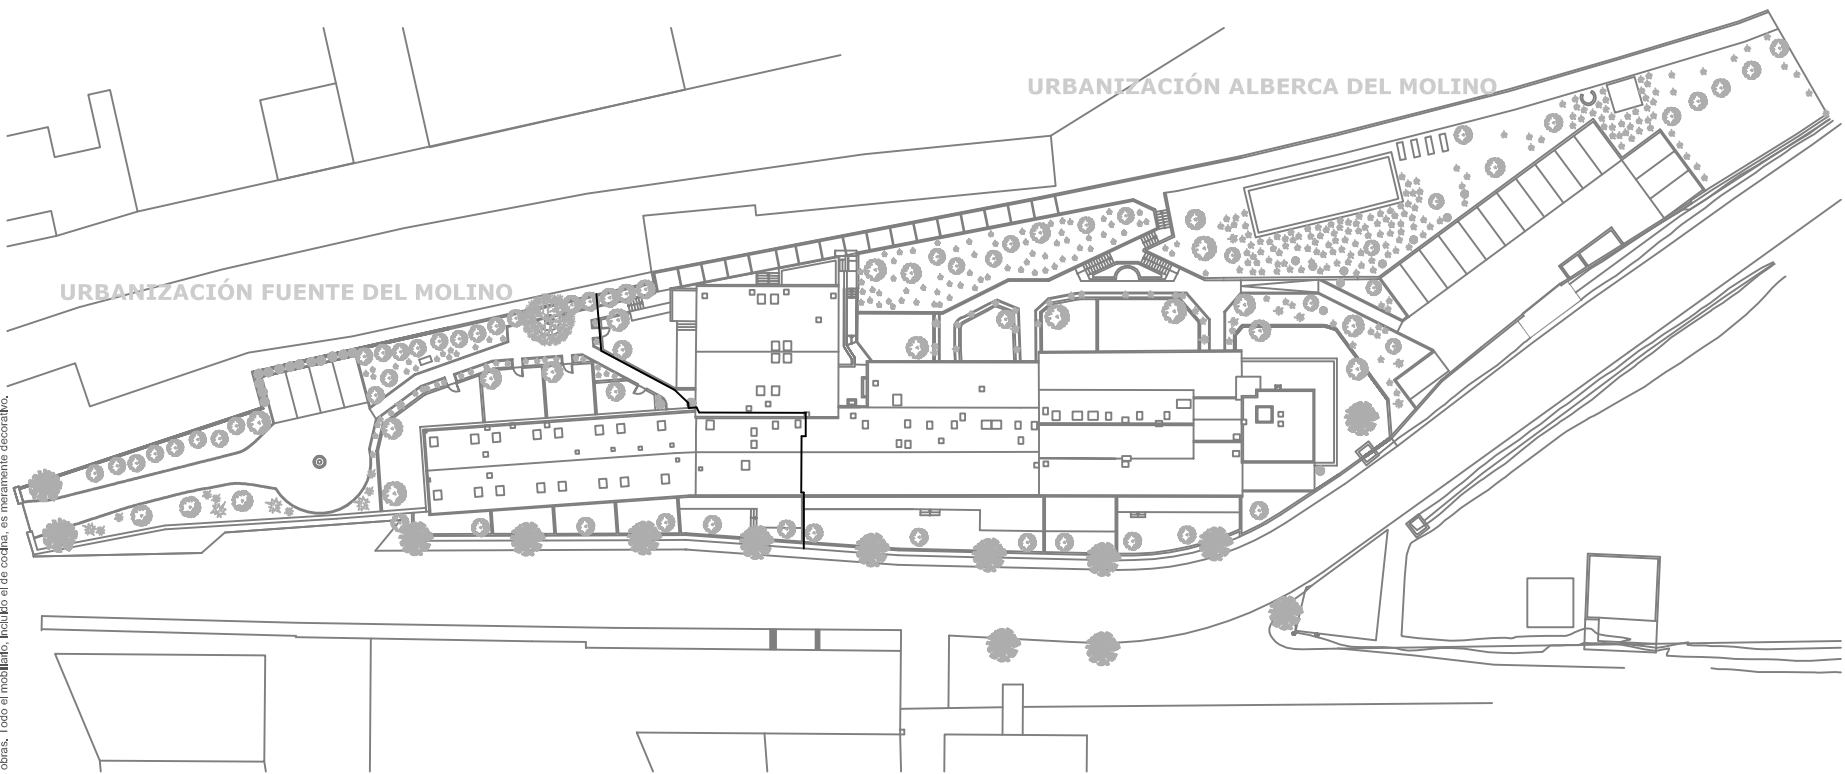 URBANIZACIÓN ALBERCA DEL MOLINO
URBANIZACIÓN FUENTE DEL MOLINO
obras. Todo el mobiliario, incluido el de cocina, es meramente decorativo.